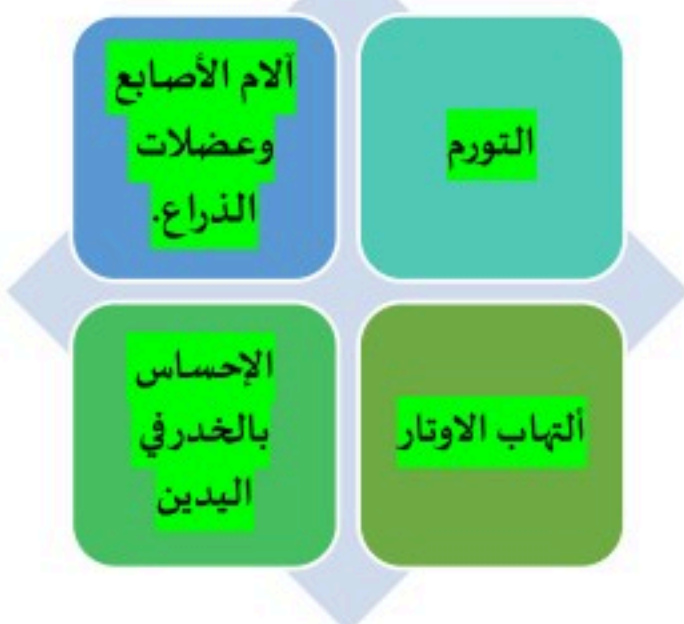 التورم
آلام الأصابع
وعضلات
الذراع.
ألتهاب الاوتار
الإحساس
بالخدرفي
اليدين